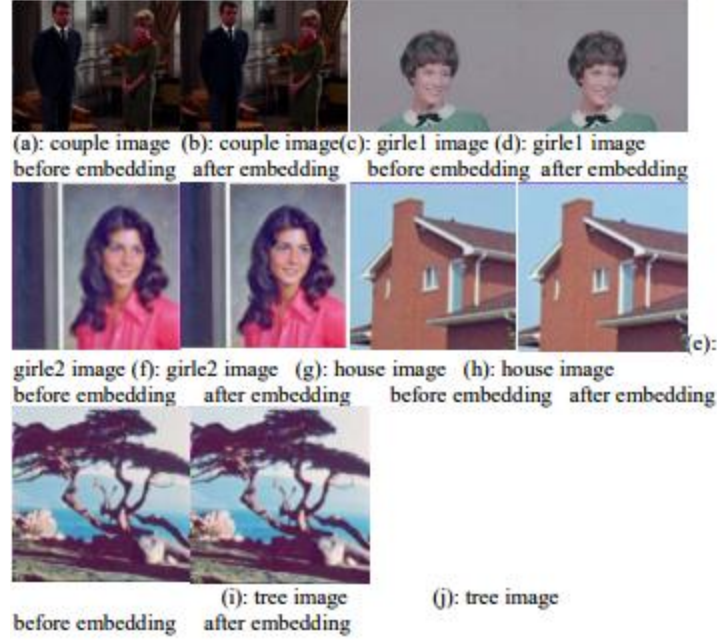 (a): couple image (b): couple image(c): girle1 image (d): girle1 image
before embedding after embedding before embedding after embedding
(e):
girle2 image (f): girle2 image (g): house image (h): house image
before embedding after embedding before embedding after embedding
(i): tree image (j): tree image
before embedding after embedding